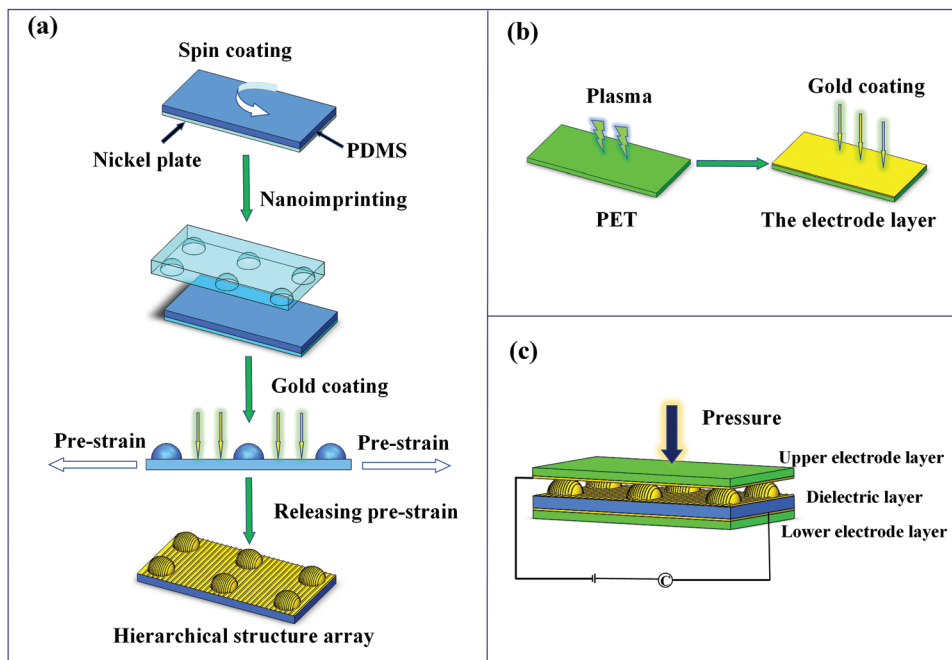 (a)
Spin coating
Nickel plate
PDMS
Nanoimprinting
Gold coating
Pre-strain
Pre-strain
Releasing pre-strain
Hierarchical structure array
(b)
Plasma
Gold coating
PET
The electrode layer
(c)
Pressure
Upper electrode layer
Dielectric layer
Lower electrode layer
C